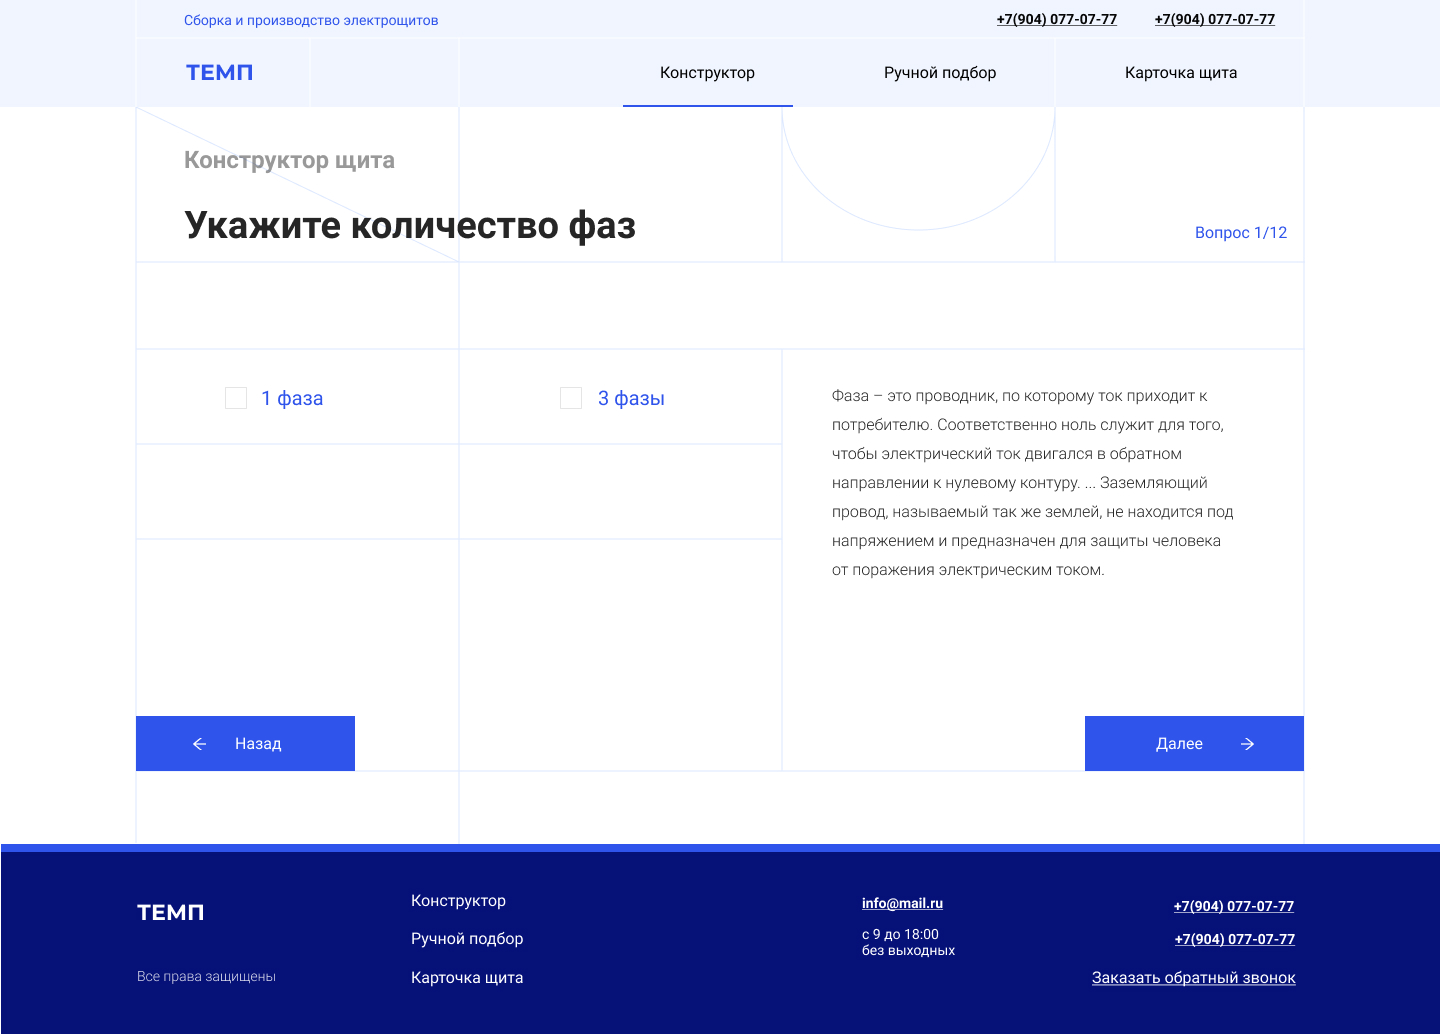 Сборка и производство электрощитов
+7(904) 077-07-77
+7(904) 077-07-77
ТЕМП
Конструктор
Ручной подбор
Карточка щита
Конструктор щита
Укажите количество фаз
Вопрос 1/12
1 фаза
3 фазы
Фаза – это проводник, по которому ток приходит к
потребителю. Соответственно ноль служит для того,
чтобы электрический ток двигался в обратном
направлении к нулевому контуру. ... Заземляющий
провод, называемый так же землей, не находится под
напряжением и предназначен для защиты человека
от поражения электрическим током.
Назад
Далее
ТЕМП
Все права защищены
Конструктор
Ручной подбор
Карточка щита
info@mail.ru
с 9 до 18:00
без выходных
+7(904) 077-07-77
+7(904) 077-07-77
Заказать обратный звонок